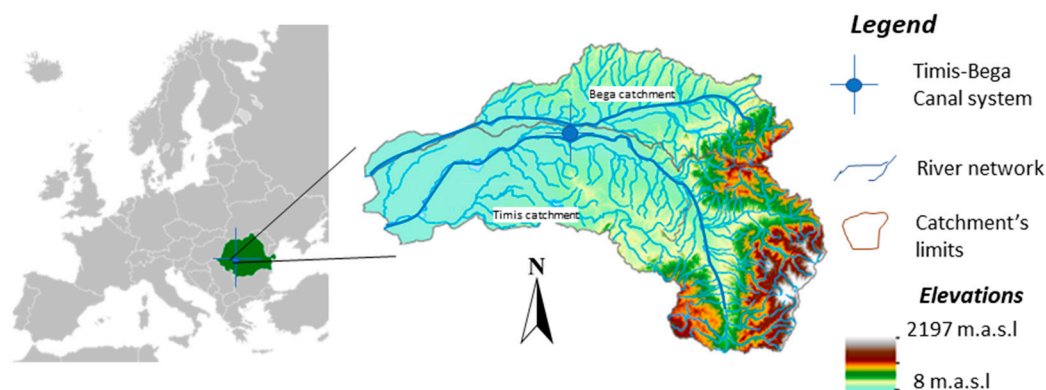 Legend
Timis-Bega
Canal system
Bega catchment
River network
Timis catchment
Catchment's
limits
N
Elevations
2197 m.a.s.l
8 m.a.s.l